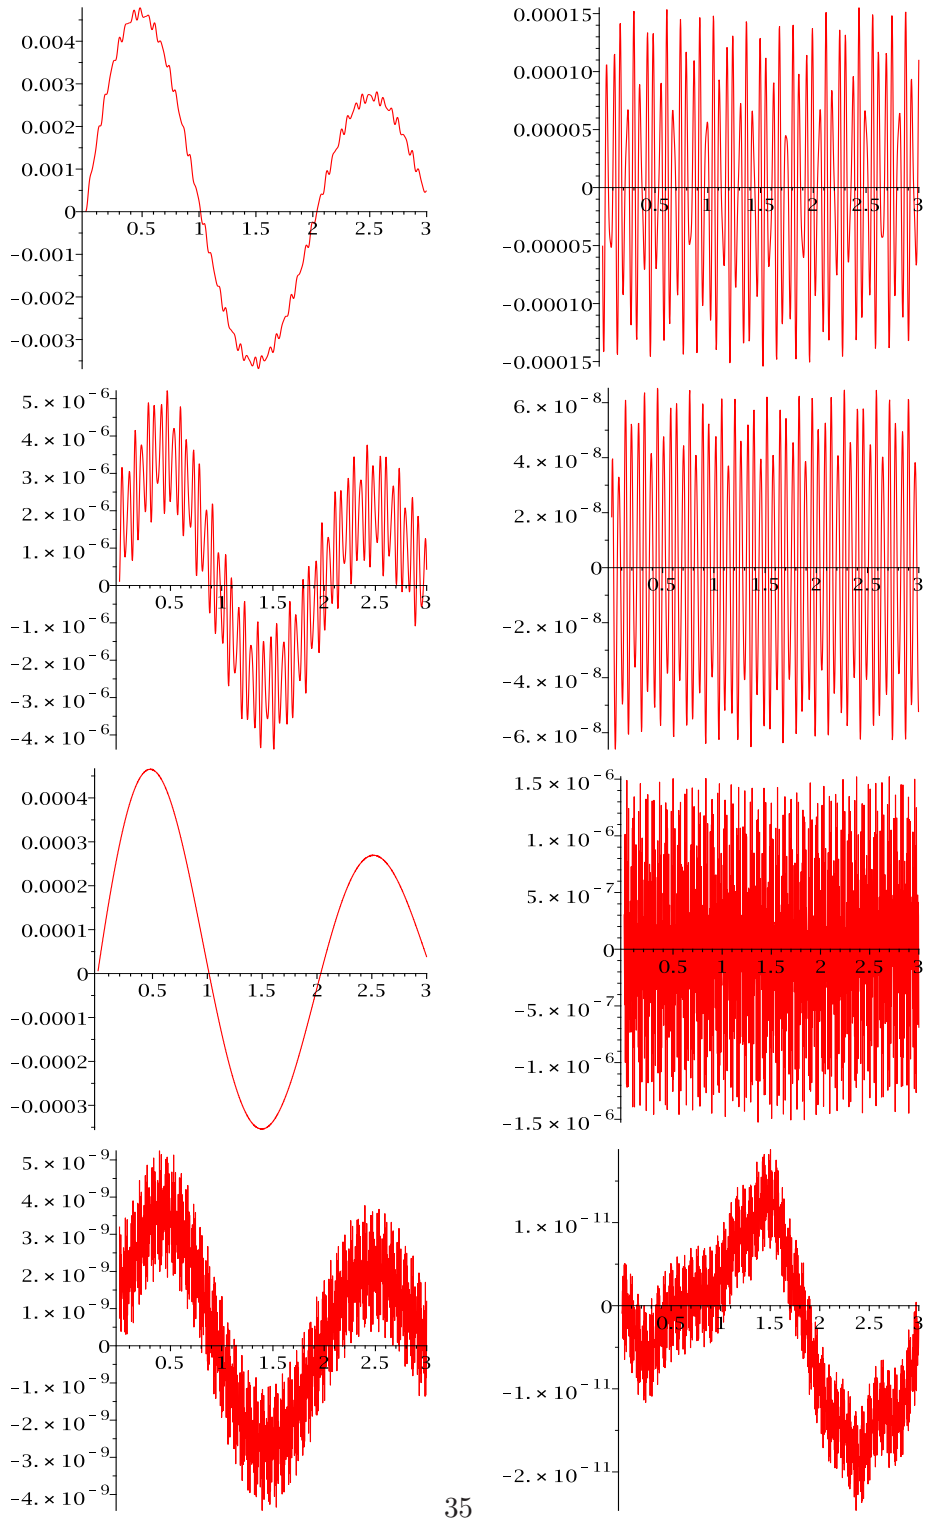 0.004
0.003
0.002
0.001
0
-0.001
-0.002
-0.003
0.5 1 1.5 2 2.5 3
0.00015
0.00010
0.00005
0
-0.00005
-0.00010
-0.00015
0.5 1 1.5 2 2.5 3
5. × 10⁻⁶
4. × 10⁻⁶
3. × 10⁻⁶
2. × 10⁻⁶
1. × 10⁻⁶
0
-1. × 10⁻⁶
-2. × 10⁻⁶
-3. × 10⁻⁶
-4. × 10⁻⁶
0.5 1 1.5 2 2.5 3
6. × 10⁻⁸
4. × 10⁻⁸
2. × 10⁻⁸
0
-2. × 10⁻⁸
-4. × 10⁻⁸
-6. × 10⁻⁸
0.5 1 1.5 2 2.5 3
0.0004
0.0003
0.0002
0.0001
0
-0.0001
-0.0002
-0.0003
0.5 1 1.5 2 2.5 3
1.5 × 10⁻⁶
1. × 10⁻⁶
5. × 10⁻⁷
0
-5. × 10⁻⁷
-1. × 10⁻⁶
-1.5 × 10⁻⁶
0.5 1 1.5 2 2.5 3
5. × 10⁻⁹
4. × 10⁻⁹
3. × 10⁻⁹
2. × 10⁻⁹
1. × 10⁻⁹
0
-1. × 10⁻⁹
-2. × 10⁻⁹
-3. × 10⁻⁹
-4. × 10⁻⁹
0.5 1 1.5 2 2.5 3
1. × 10⁻¹¹
0
-1. × 10⁻¹¹
-2. × 10⁻¹¹
0.5 1 1.5 2 2.5 3
35